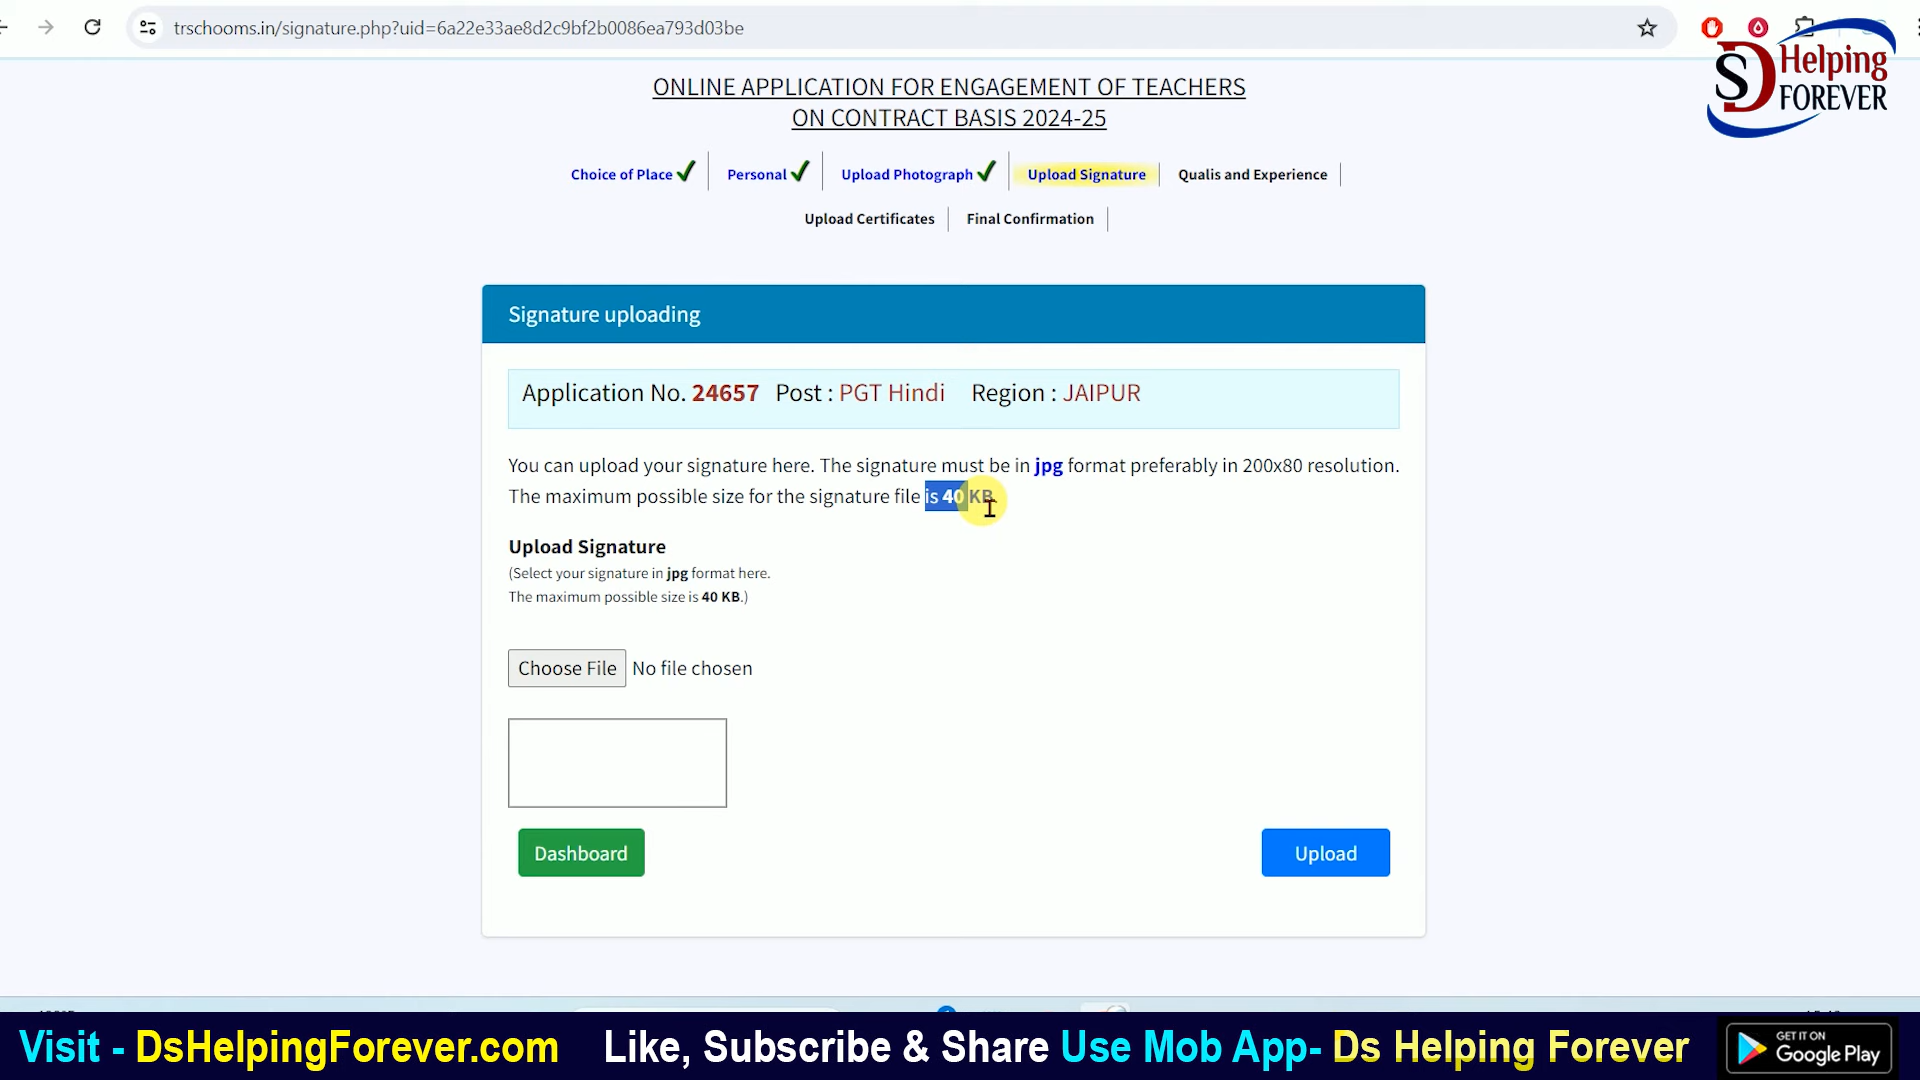 trschooms.in/signature.php?uid=6a22e33ae8d2c9bf2b0086ea793d03be
SD Helping
FOREVER
ONLINE APPLICATION FOR ENGAGEMENT OF TEACHERS
ON CONTRACT BASIS 2024-25
Choice of Place Personal Upload Photograph Upload Signature Qualis and Experience
Upload Certificates Final Confirmation
Signature uploading
Application No. 24657 Post : PGT Hindi Region : JAIPUR
You can upload your signature here. The signature must be in jpg format preferably in 200x80 resolution.
The maximum possible size for the signature file is 40 KB.
Upload Signature
(Select your signature in jpg format here.
The maximum possible size is 40 KB.)
Choose File No file chosen
Dashboard Upload
Visit - DsHelpingForever.com Like, Subscribe & Share Use Mob App- Ds Helping Forever
GET IT ON
Google Play